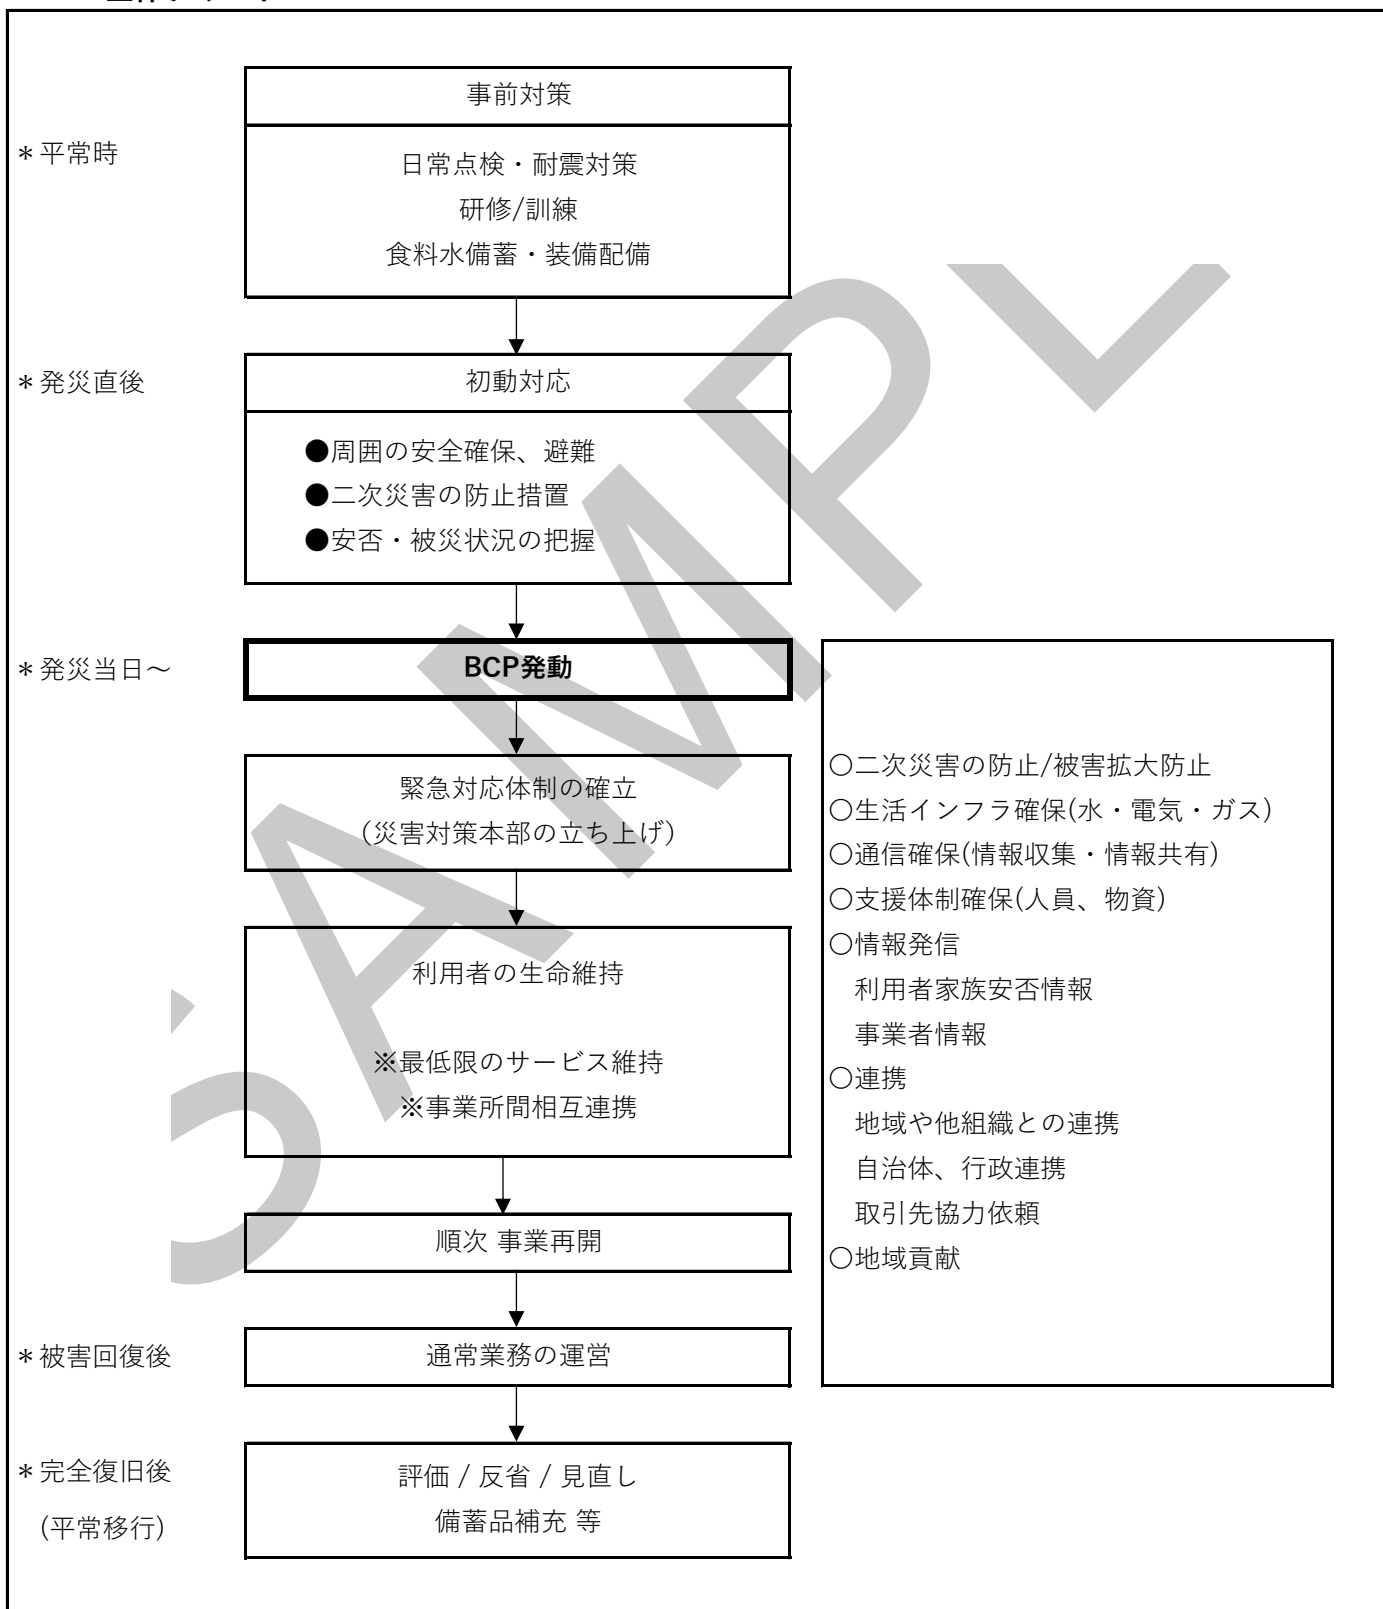 事前対策
＊平常時
日常点検・耐震対策
研修/訓練
食料水備蓄・装備配備
＊発災直後
初動対応
●周囲の安全確保、避難
●二次災害の防止措置
●安否・被災状況の把握
＊発災当日～
BCP発動
緊急対応体制の確立
(災害対策本部の立ち上げ)
利用者の生命維持
※最低限のサービス維持
※事業所間相互連携
順次 事業再開
〇二次災害の防止/被害拡大防止
〇生活インフラ確保(水・電気・ガス)
〇通信確保(情報収集・情報共有)
〇支援体制確保(人員、物資)
〇情報発信
利用者家族安否情報
事業者情報
〇連携
地域や他組織との連携
自治体、行政連携
取引先協力依頼
〇地域貢献
＊被害回復後
通常業務の運営
＊完全復旧後
(平常移行)
評価 / 反省 / 見直し
備蓄品補充 等
SAMPL